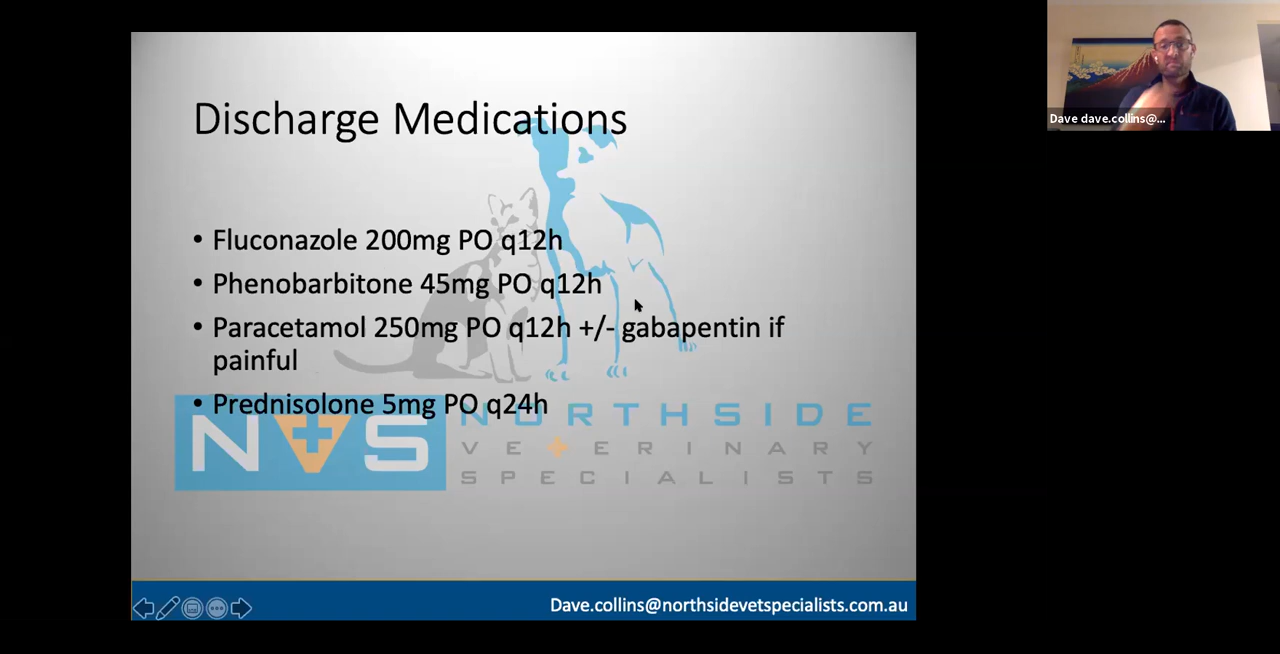 Discharge Medications
• Fluconazole 200mg PO q12h
• Phenobarbitone 45mg PO q12h
• Paracetamol 250mg PO q12h +/- gabapentin if
painful
• Prednisolone 5mg PO q24h
NVS
NORTHSIDE
VETERINARY
SPECIALISTS
Dave.collins@northsidevetspecialists.com.au
Dave dave.collins@...